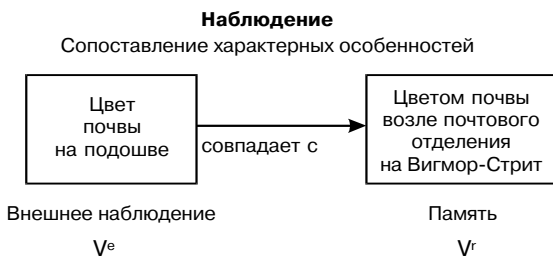 Наблюдение
Сопоставление характерных особенностей
Цвет
почвы
на подошве
совпадает с
Цветом почвы
возле почтового
отделения
на Вигмор-Стрит
Внешнее наблюдение
Память
Vᵉ
Vʳ